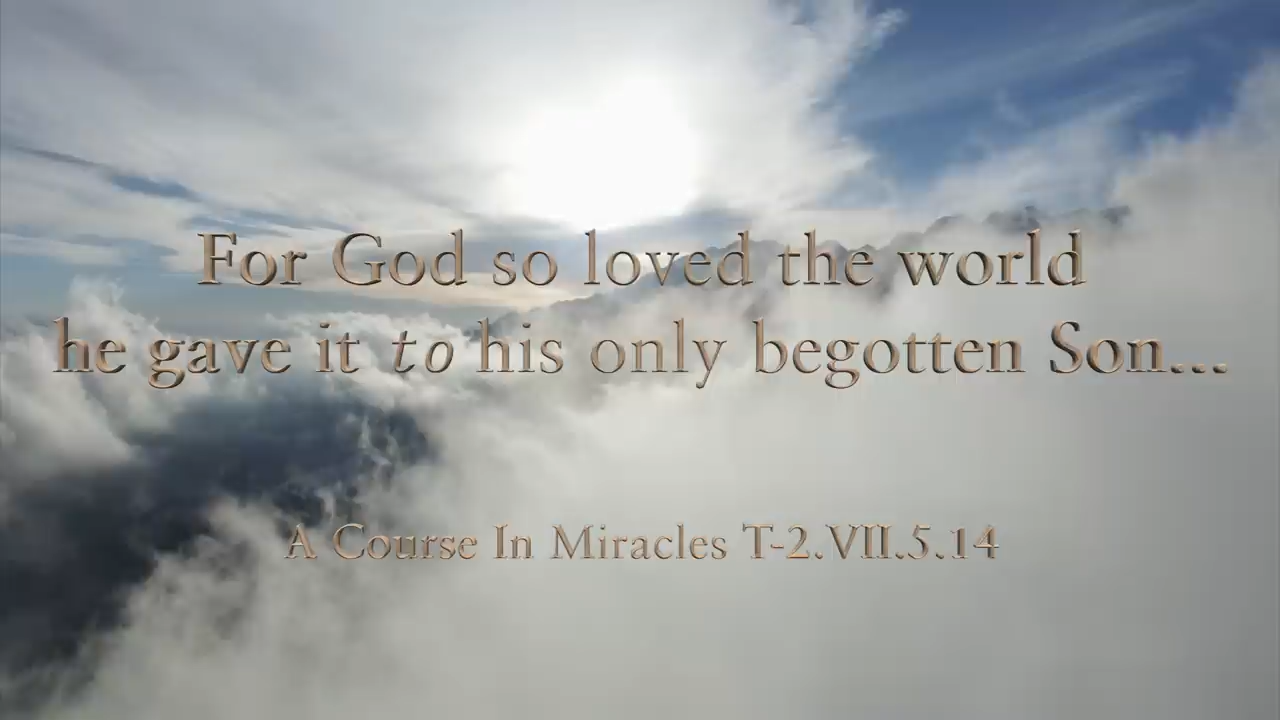 For God so loved the world
he gave it to his only begotten Son...
A Course In Miracles T-2.VII.5.14